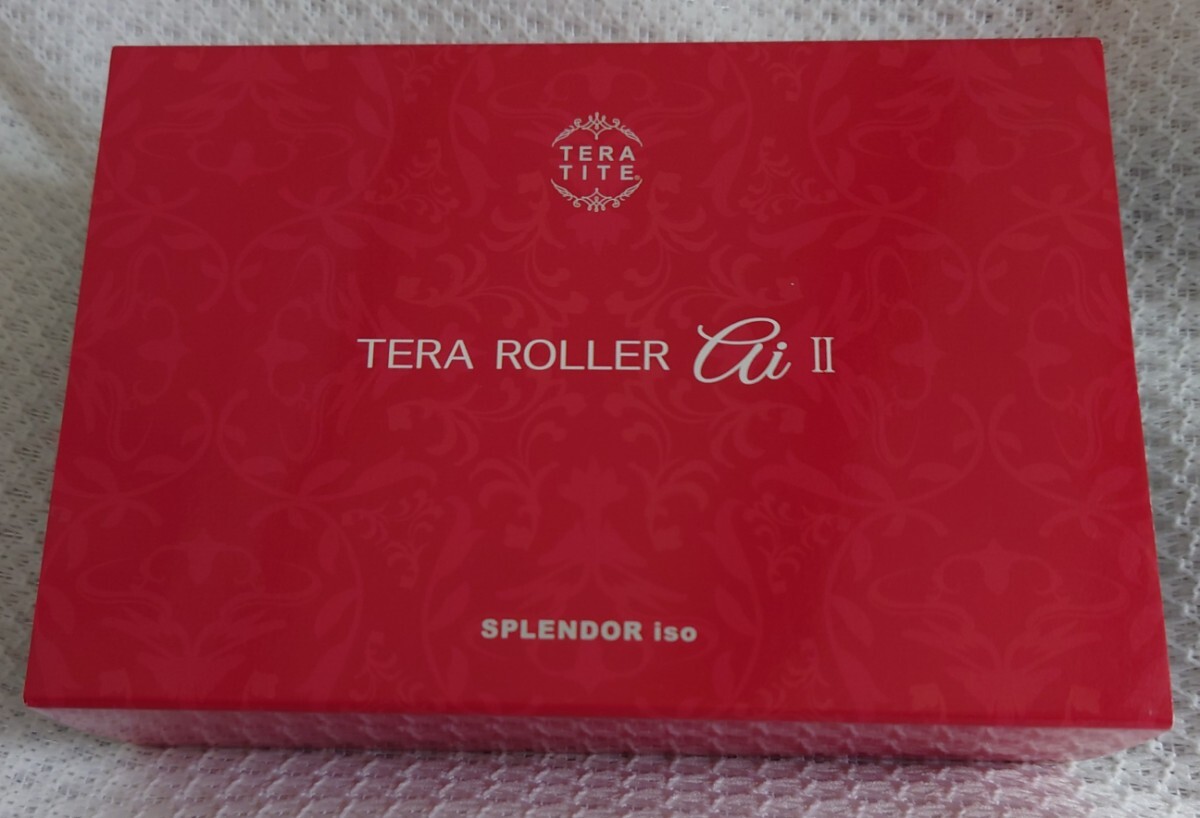 TERA
TITE®
TERA ROLLER Ai II
SPLENDOR iso